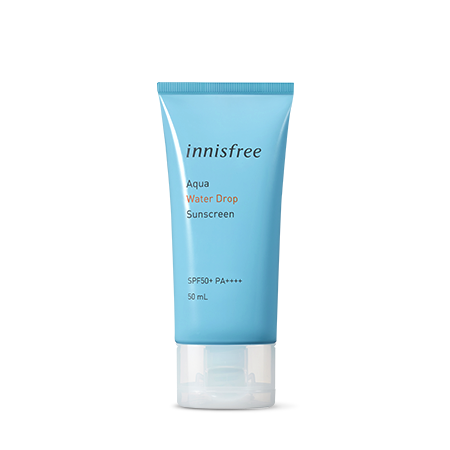 innisfree
Aqua
Water Drop
Sunscreen
SPF50+ PA++++
50 mL